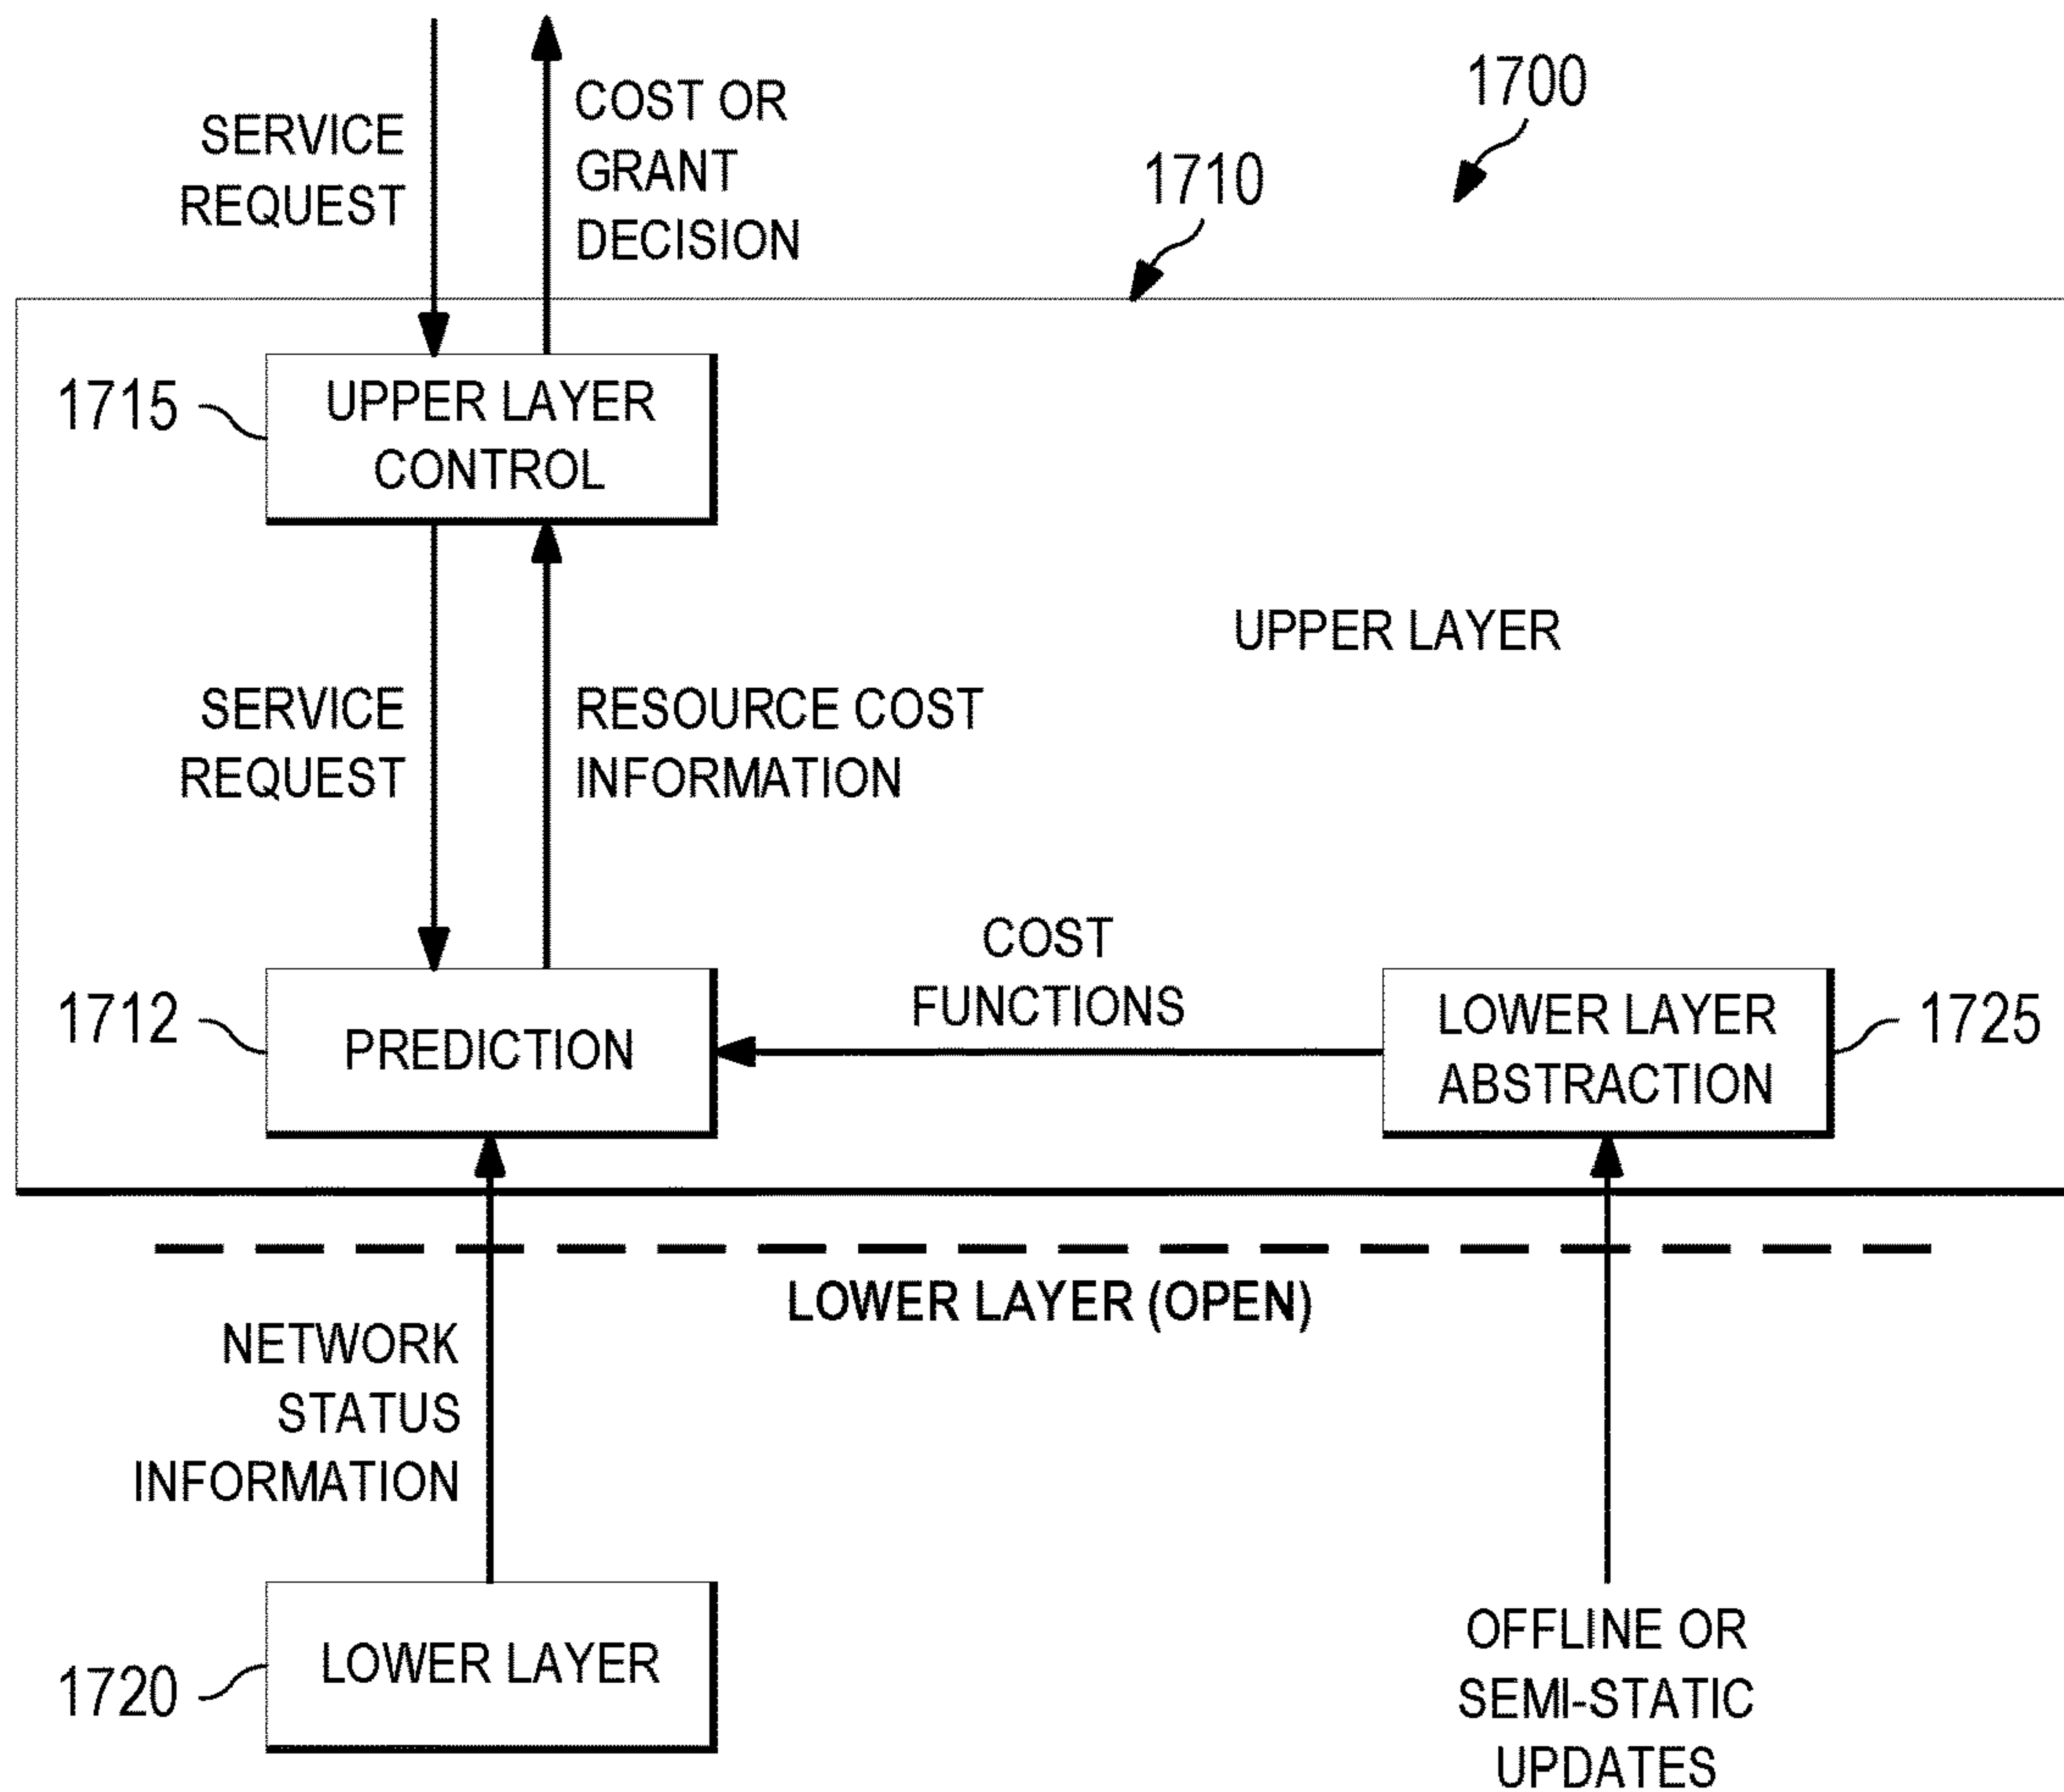 1700
1710
SERVICE
REQUEST
COST OR
GRANT
DECISION
1715
UPPER LAYER
CONTROL
UPPER LAYER
SERVICE
REQUEST
RESOURCE COST
INFORMATION
COST
FUNCTIONS
1712
PREDICTION
LOWER LAYER
ABSTRACTION
1725
LOWER LAYER (OPEN)
NETWORK
STATUS
INFORMATION
1720
LOWER LAYER
OFFLINE OR
SEMI-STATIC
UPDATES